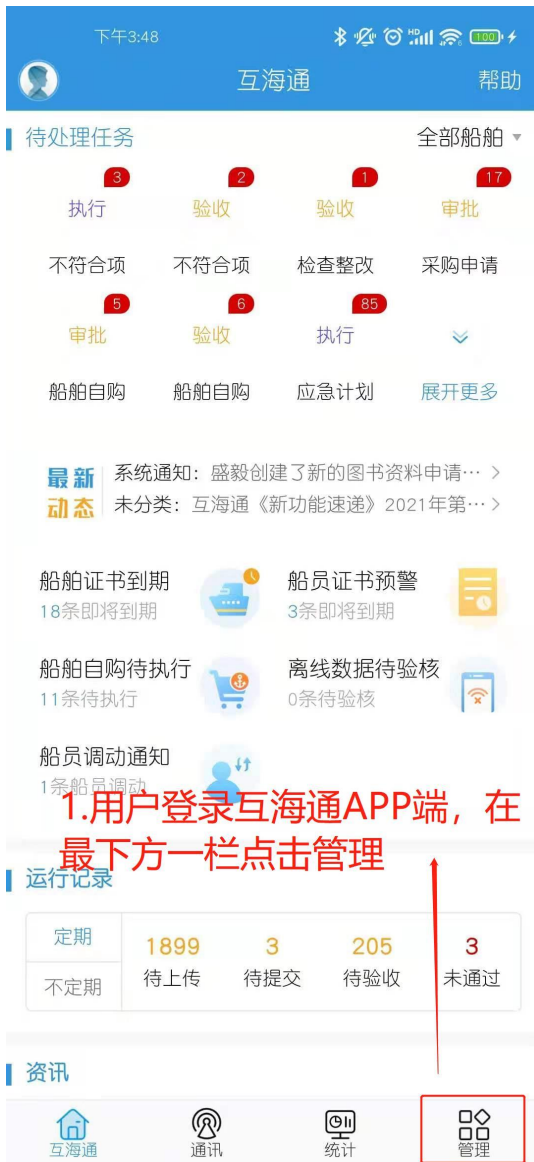 下午3:48
100
互海通
帮助
待处理任务
全部船舶
3 2 1 17
执行 验收 验收 审批
不符合项 不符合项 检查整改 采购申请
5 6 85
审批 验收 执行
船舶自购 船舶自购 应急计划 展开更多
最新动态
系统通知：盛毅创建了新的图书资料申请…
未分类：互海通《新功能速递》2021年第…
船舶证书到期
18条即将到期
船员证书预警
3条即将到期
船舶自购待执行
11条待执行
离线数据待验核
0条待验核
船员调动通知
1条船员调动
1.用户登录互海通APP端，在
最下方一栏点击管理
运行记录
定期
不定期
1899 3 205 3
待上传 待提交 待验收 未通过
资讯
互海通 通讯 统计 管理